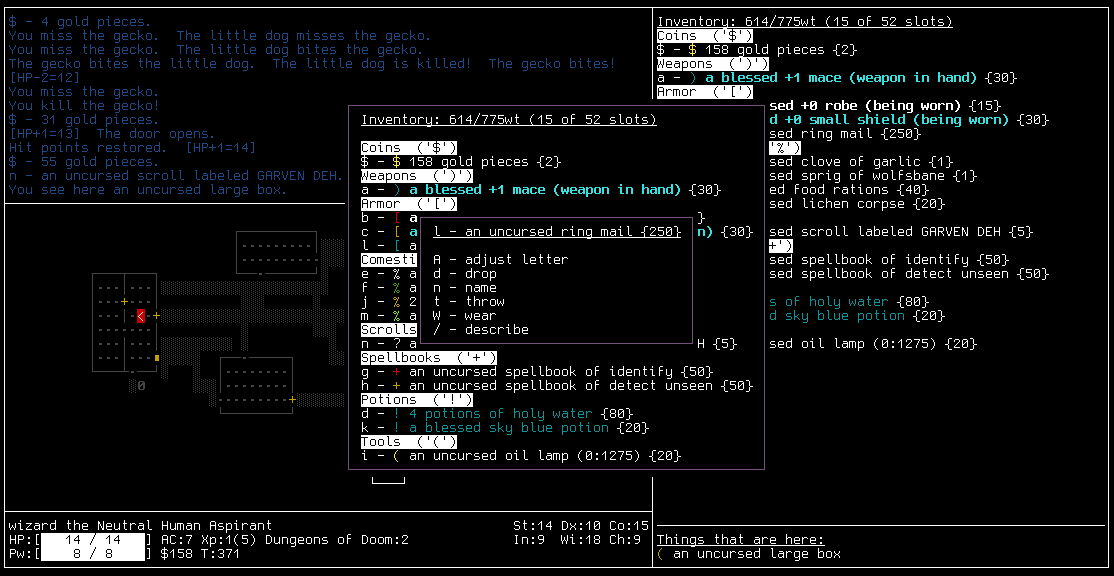 $ - 4 gold pieces.
You miss the gecko.  The little dog misses the gecko.
You miss the gecko.  The little dog bites the gecko.
The gecko bites the little dog.  The little dog is killed!  The gecko bites!
[HP-2=12]
You miss the gecko.
You kill the gecko!
$ - 31 gold pieces.
[HP+1=13]  The door opens.
Hit points restored.  [HP+1=14]
$ - 55 gold pieces.
n - an uncursed scroll labeled GARVEN DEH.
You see here an uncursed large box.
Inventory: 614/775wt (15 of 52 slots)
Coins  ('$')
$ - $ 158 gold pieces {2}
Weapons  (')')
a - ) a blessed +1 mace (weapon in hand) {30}
Armor  ('[')
sed +0 robe (being worn) {15}
d +0 small shield (being worn) {30}
sed ring mail {250}
'%')
sed clove of garlic {1}
sed sprig of wolfsbane {1}
ed food rations {40}
sed lichen corpse {20}
sed scroll labeled GARVEN DEH {5}
+')
sed spellbook of identify {50}
sed spellbook of detect unseen {50}
s of holy water {80}
d sky blue potion {20}
sed oil lamp (0:1275) {20}
Inventory: 614/775wt (15 of 52 slots)
Coins  ('$')
$ - $ 158 gold pieces {2}
Weapons  (')')
a - ) a blessed +1 mace (weapon in hand) {30}
Armor  ('[')
b - [ a }
c - [ a n) {30}
l - [ a
Comesti
e - % a
f - % a
j - % 2
m - % a
Scrolls
n - ? a H {5}
Spellbooks  ('+')
g - + an uncursed spellbook of identify {50}
h - + an uncursed spellbook of detect unseen {50}
Potions  ('!')
d - ! 4 potions of holy water {80}
k - ! a blessed sky blue potion {20}
Tools  ('(')
i - ( an uncursed oil lamp (0:1275) {20}
l - an uncursed ring mail {250}
A - adjust letter
d - drop
n - name
t - throw
W - wear
/ - describe
<
0
wizard the Neutral Human Aspirant
St:14 Dx:10 Co:15
HP:[ 14 / 14 ] AC:7 Xp:1(5) Dungeons of Doom:2
In:9  Wi:18 Ch:9
Pw:[ 8 / 8 ] $158 T:371
Things that are here:
( an uncursed large box